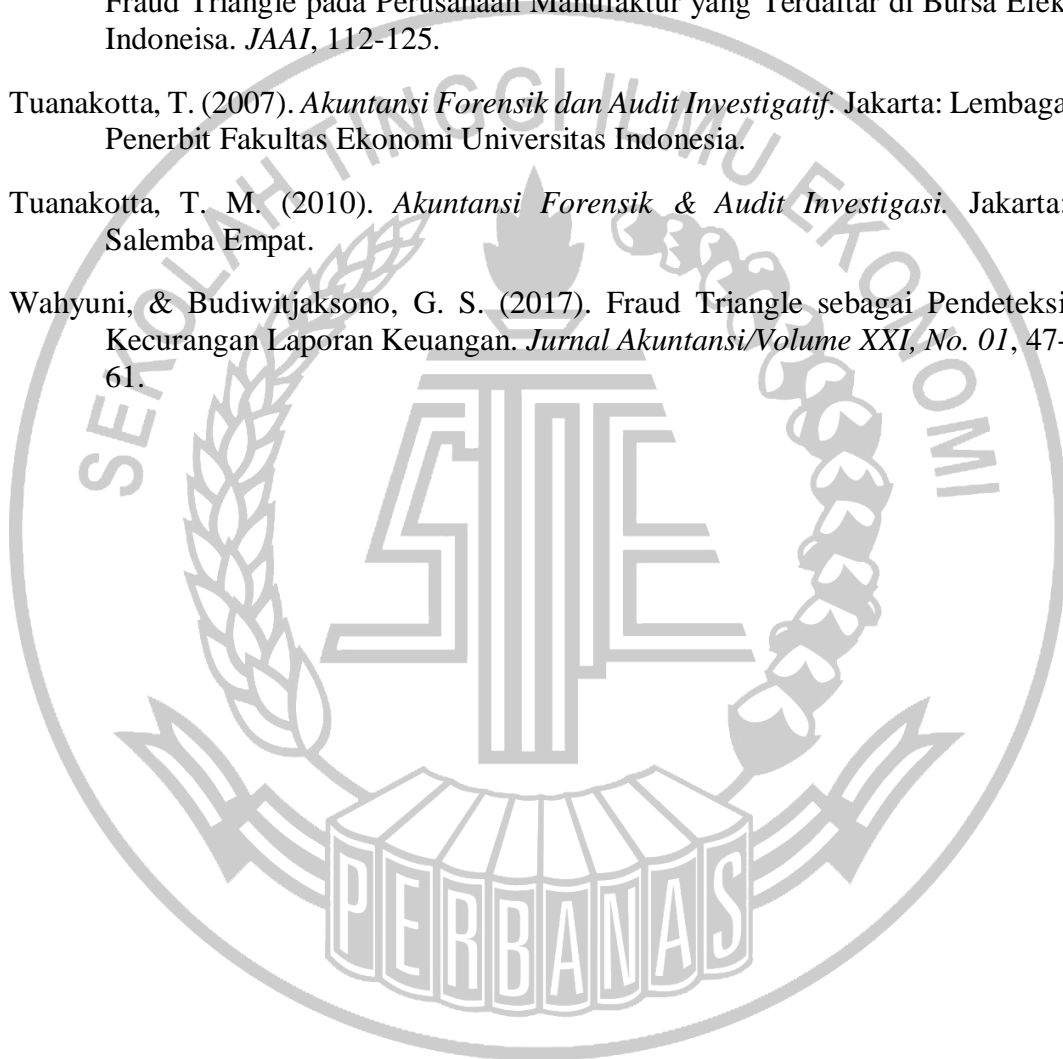 Fraud Triangle pada Perusahaan Manufaktur yang Terdaftar di Bursa Efek
Indoneisa. JAAI, 112-125.
Tuanakotta, T. (2007). Akuntansi Forensik dan Audit Investigatif. Jakarta: Lembaga
Penerbit Fakultas Ekonomi Universitas Indonesia.
Tuanakotta, T. M. (2010). Akuntansi Forensik & Audit Investigasi. Jakarta:
Salemba Empat.
Wahyuni, & Budiwitjaksono, G. S. (2017). Fraud Triangle sebagai Pendeteksi
Kecurangan Laporan Keuangan. Jurnal Akuntansi/Volume XXI, No. 01, 47-
61.
SEKOLAH TINGGI ILMU EKONOMI
STIE
PERBANAS